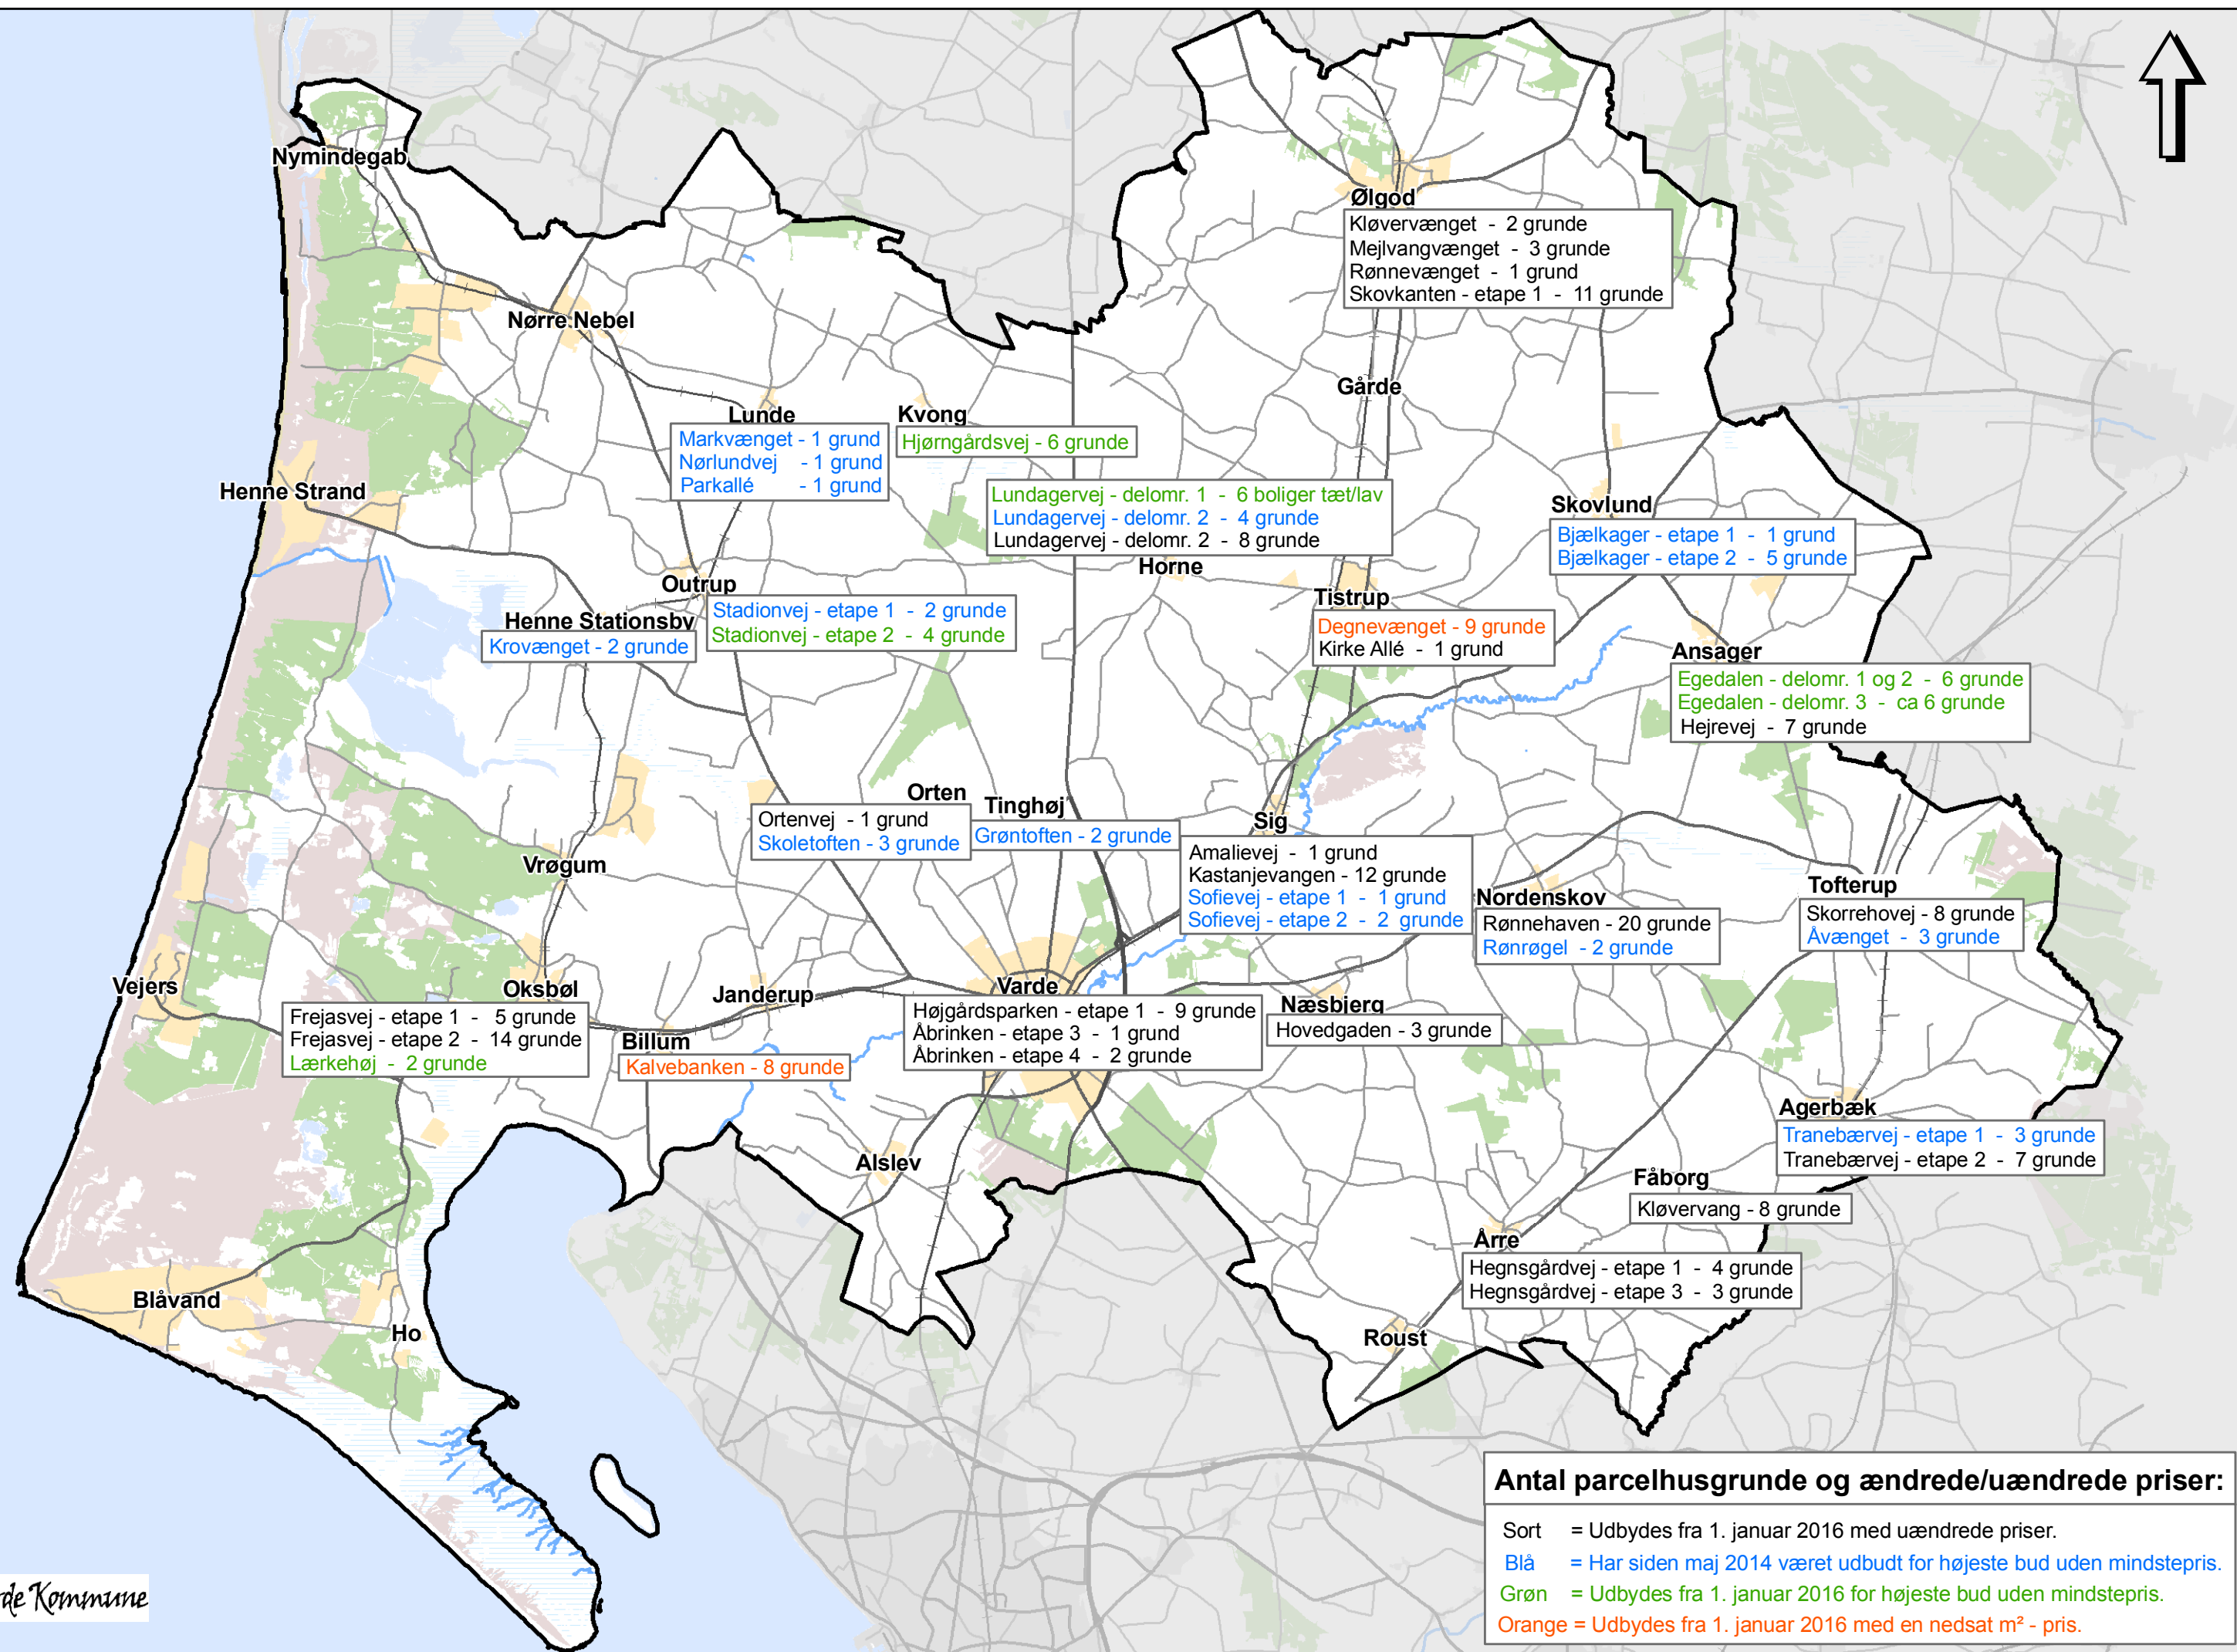 Nymindegab
Ølgod
Kløvervænget - 2 grunde
Mejlvangvænget - 3 grunde
Rønnevænget - 1 grund
Skovkanten - etape 1 - 11 grunde
Nørre Nebel
Gårde
Lunde
Markvænget - 1 grund
Nørlundvej - 1 grund
Parkallé - 1 grund
Kvong
Hjørngårdsvej - 6 grunde
Henne Strand
Lundagervej - delomr. 1 - 6 boliger tæt/lav
Lundagervej - delomr. 2 - 4 grunde
Lundagervej - delomr. 2 - 8 grunde
Horne
Skovlund
Bjælkager - etape 1 - 1 grund
Bjælkager - etape 2 - 5 grunde
Outrup
Stadionvej - etape 1 - 2 grunde
Stadionvej - etape 2 - 4 grunde
Henne Stationsby
Krovænget - 2 grunde
Tistrup
Degnevænget - 9 grunde
Kirke Allé - 1 grund
Ansager
Egedalen - delomr. 1 og 2 - 6 grunde
Egedalen - delomr. 3 - ca 6 grunde
Hejrevej - 7 grunde
Orten
Ortenvej - 1 grund
Skoletoften - 3 grunde
Tinghøj
Grøntoften - 2 grunde
Sig
Amalievej - 1 grund
Kastanjevangen - 12 grunde
Sofievej - etape 1 - 1 grund
Sofievej - etape 2 - 2 grunde
Vrøgum
Nordenskov
Rønnehaven - 20 grunde
Rønrøgel - 2 grunde
Tofterup
Skorrehovej - 8 grunde
Åvænget - 3 grunde
Vejers
Oksbøl
Frejasvej - etape 1 - 5 grunde
Frejasvej - etape 2 - 14 grunde
Lærkehøj - 2 grunde
Janderup
Billum
Kalvebanken - 8 grunde
Varde
Højgårdsparken - etape 1 - 9 grunde
Åbrinken - etape 3 - 1 grund
Åbrinken - etape 4 - 2 grunde
Næsbjerg
Hovedgaden - 3 grunde
Agerbæk
Tranebærvej - etape 1 - 3 grunde
Tranebærvej - etape 2 - 7 grunde
Alslev
Fåborg
Kløvervang - 8 grunde
Årre
Hegnsgårdvej - etape 1 - 4 grunde
Hegnsgårdvej - etape 3 - 3 grunde
Blåvand
Ho
Roust
Antal parcelhusgrunde og ændrede/uændrede priser:
Sort = Udbydes fra 1. januar 2016 med uændrede priser.
Blå = Har siden maj 2014 været udbudt for højeste bud uden mindstepris.
Grøn = Udbydes fra 1. januar 2016 for højeste bud uden mindstepris.
Orange = Udbydes fra 1. januar 2016 med en nedsat m² - pris.
de Kommune